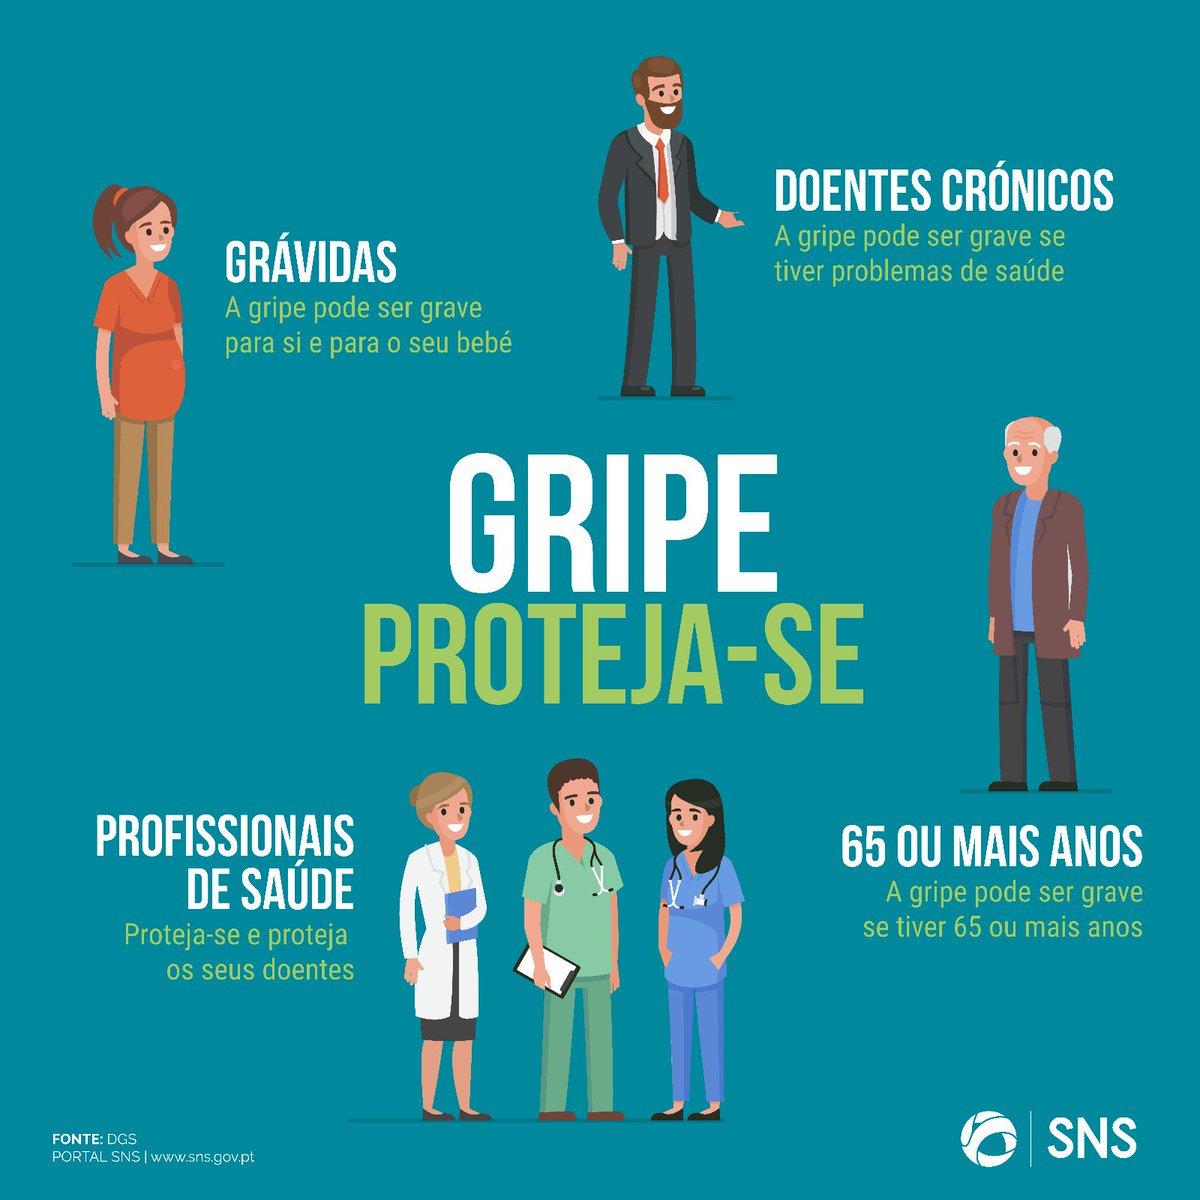 DOENTES CRÓNICOS
A gripe pode ser grave se
tiver problemas de saúde
GRÁVIDAS
A gripe pode ser grave
para si e para o seu bebé
GRIPE
PROTEJA-SE
PROFISSIONAIS
DE SAÚDE
Proteja-se e proteja
os seus doentes
65 OU MAIS ANOS
A gripe pode ser grave
se tiver 65 ou mais anos
FONTE: DGS
PORTAL SNS | www.sns.gov.pt
SNS